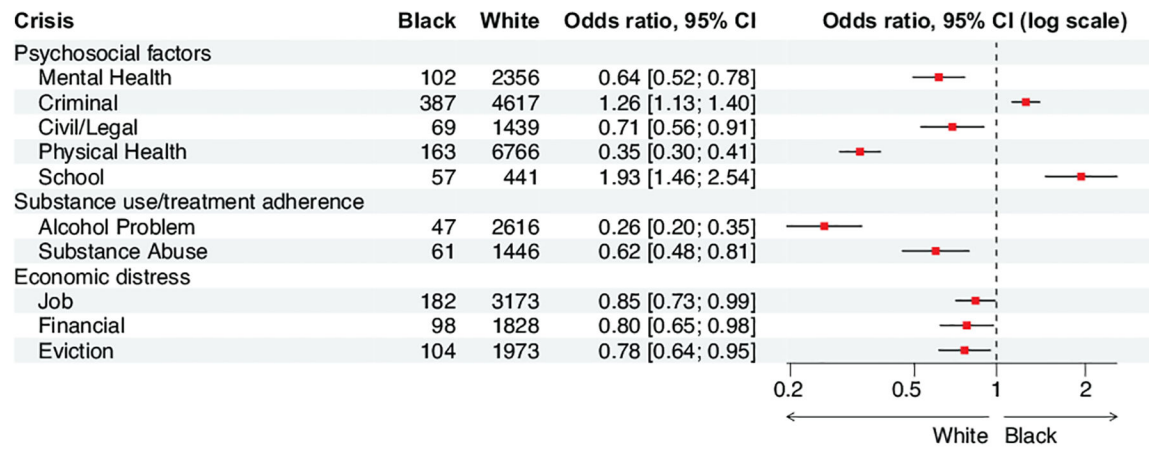 Crisis Black White Odds ratio, 95% CI Odds ratio, 95% CI (log scale)
Psychosocial factors
Mental Health 102 2356 0.64 [0.52; 0.78]
Criminal 387 4617 1.26 [1.13; 1.40]
Civil/Legal 69 1439 0.71 [0.56; 0.91]
Physical Health 163 6766 0.35 [0.30; 0.41]
School 57 441 1.93 [1.46; 2.54]
Substance use/treatment adherence
Alcohol Problem 47 2616 0.26 [0.20; 0.35]
Substance Abuse 61 1446 0.62 [0.48; 0.81]
Economic distress
Job 182 3173 0.85 [0.73; 0.99]
Financial 98 1828 0.80 [0.65; 0.98]
Eviction 104 1973 0.78 [0.64; 0.95]
0.2 0.5 1 2
White Black